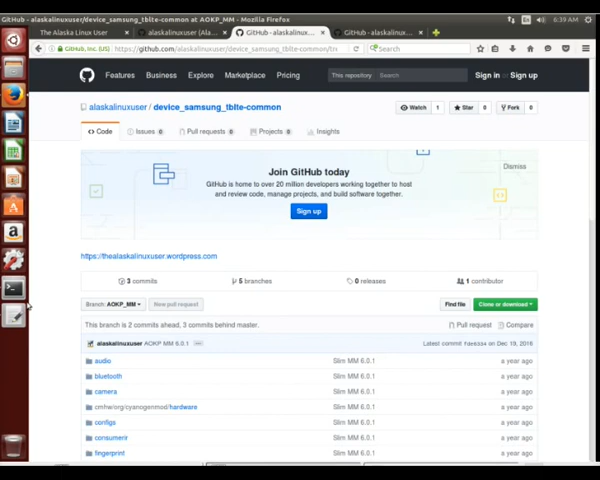 GitHub - alaskalinuxuser/device_samsung_tblte-common at AOKP_MM - Mozilla Firefox
En
6:39 AM
The Alaska Linux User
alaskalinuxuser (Ala...
GitHub - alaskalinux...
GitHub - alaskalinux...
GitHub, Inc. (US)
https://github.com/alaskalinuxuser/device_samsung_tblte-common/tre
Search
Features
Business
Explore
Marketplace
Pricing
This repository
Search
Sign in or Sign up
alaskalinuxuser / device_samsung_tblte-common
Watch 1
Star 0
Fork 0
Code
Issues 0
Pull requests 0
Projects 0
Insights
Join GitHub today
Dismiss
GitHub is home to over 20 million developers working together to host
and review code, manage projects, and build software together.
Sign up
https://thealaskalinuxuser.wordpress.com
3 commits
5 branches
0 releases
1 contributor
Branch: AOKP_MM
New pull request
Find file
Clone or download
This branch is 2 commits ahead, 3 commits behind master.
Pull request
Compare
alaskalinuxuser AOKP MM 6.0.1
Latest commit
on Dec 19, 2016
audio Slim MM 6.0.1 a year ago
bluetooth Slim MM 6.0.1 a year ago
camera Slim MM 6.0.1 a year ago
cmhw/org/cyanogenmod/hardware Slim MM 6.0.1 a year ago
configs Slim MM 6.0.1 a year ago
consumerir Slim MM 6.0.1 a year ago
fingerprint Slim MM 6.0.1 a year ago